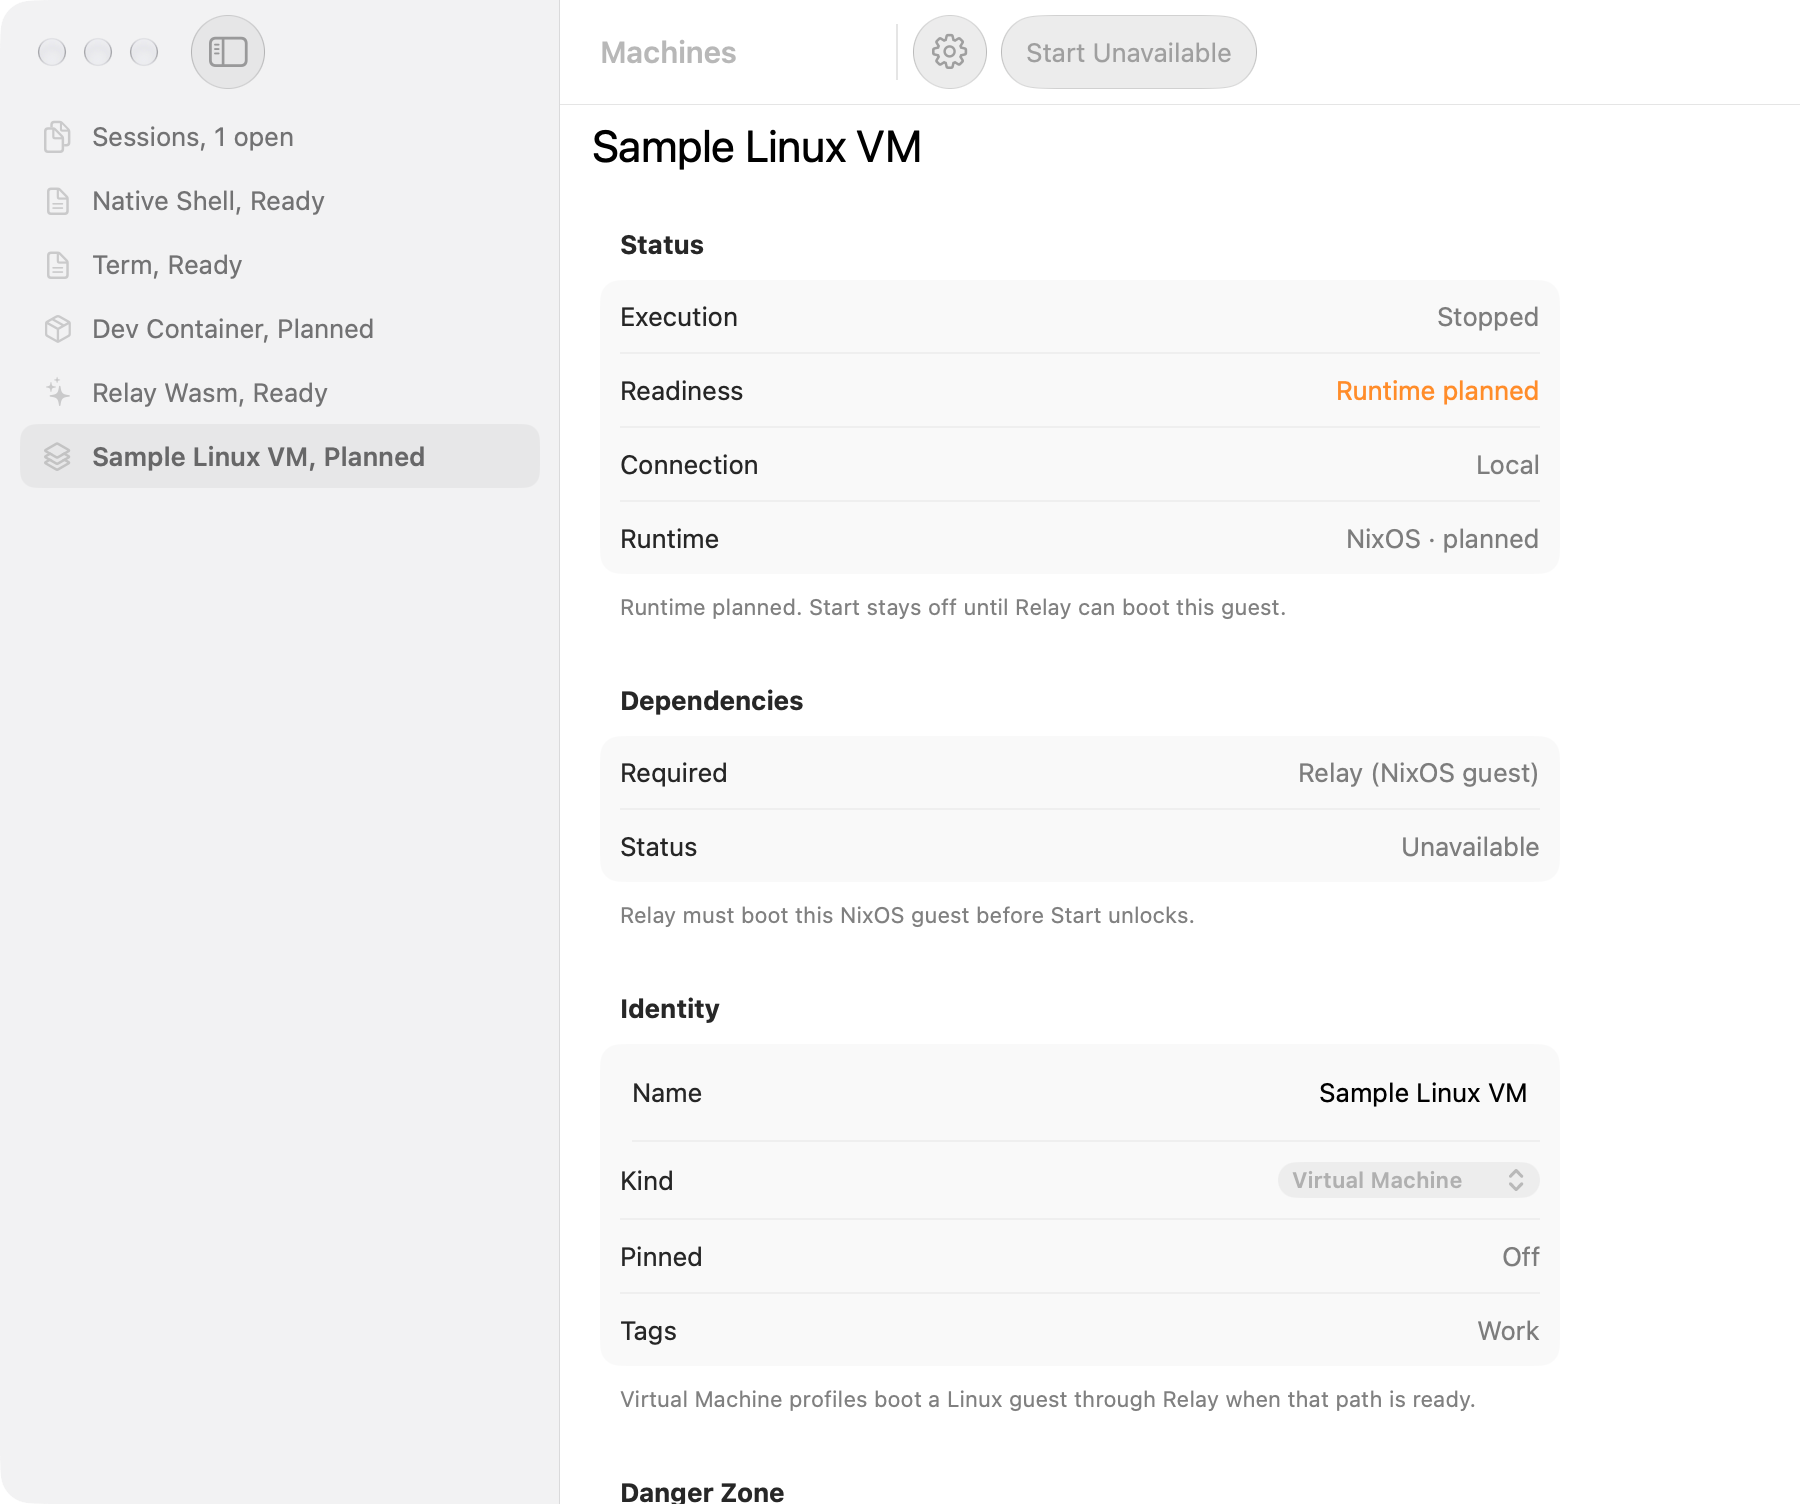 Machines
Start Unavailable
Sessions, 1 open
Native Shell, Ready
Term, Ready
Dev Container, Planned
Relay Wasm, Ready
Sample Linux VM, Planned
Sample Linux VM
Status
Execution Stopped
Readiness Runtime planned
Connection Local
Runtime NixOS · planned
Runtime planned. Start stays off until Relay can boot this guest.
Dependencies
Required Relay (NixOS guest)
Status Unavailable
Relay must boot this NixOS guest before Start unlocks.
Identity
Name Sample Linux VM
Kind Virtual Machine
Pinned Off
Tags Work
Virtual Machine profiles boot a Linux guest through Relay when that path is ready.
Danger Zone